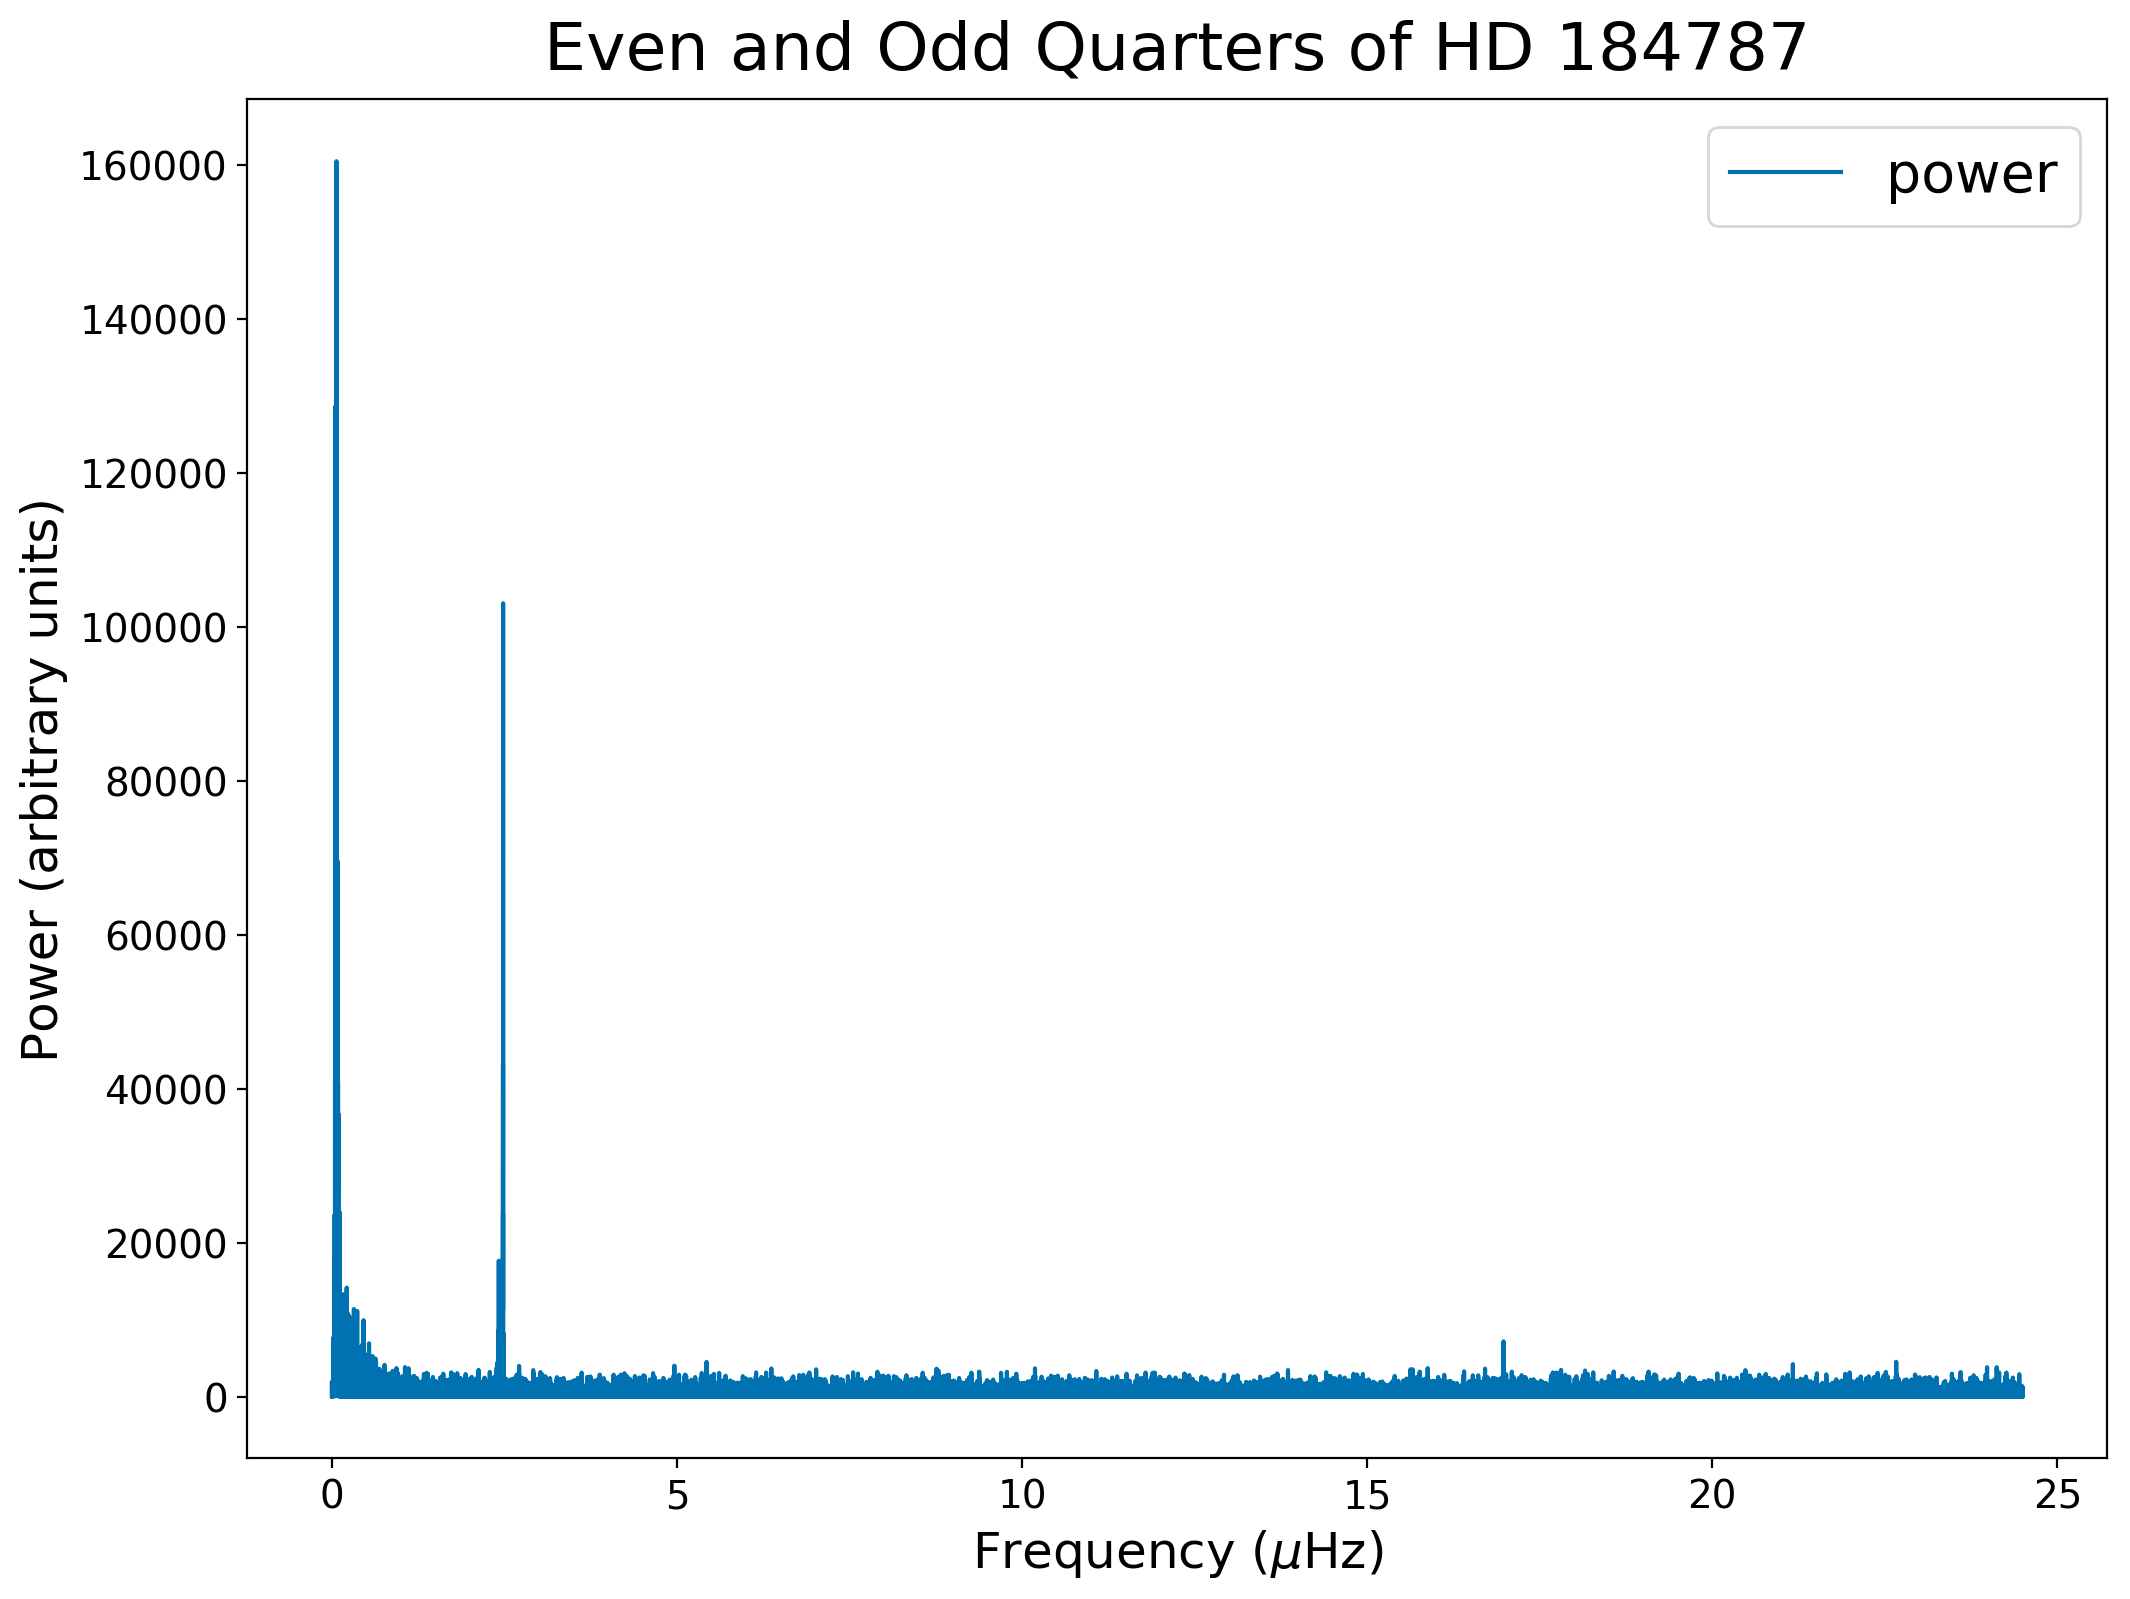 Even and Odd Quarters of HD 184787
power
160000
140000
120000
100000
80000
60000
40000
20000
0
Power (arbitrary units)
0 5 10 15 20 25
Frequency (μHz)